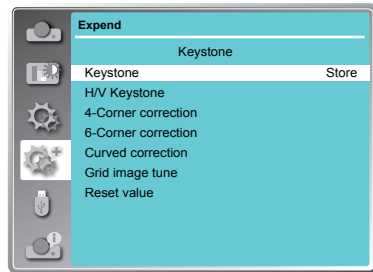 Expend
Keystone
Keystone Store
H/V Keystone
4-Corner correction
6-Corner correction
Curved correction
Grid image tune
Reset value